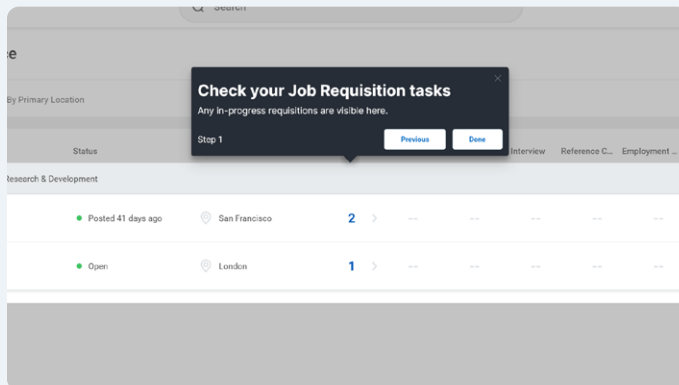 Search
ce
By Primary Location
Check your Job Requisition tasks
Any in-progress requisitions are visible here.
Step 1
Previous
Done
Status
Interview
Reference C...
Employment ...
Research & Development
Posted 41 days ago
San Francisco
2
--
--
--
--
--
Open
London
1
--
--
--
--
--